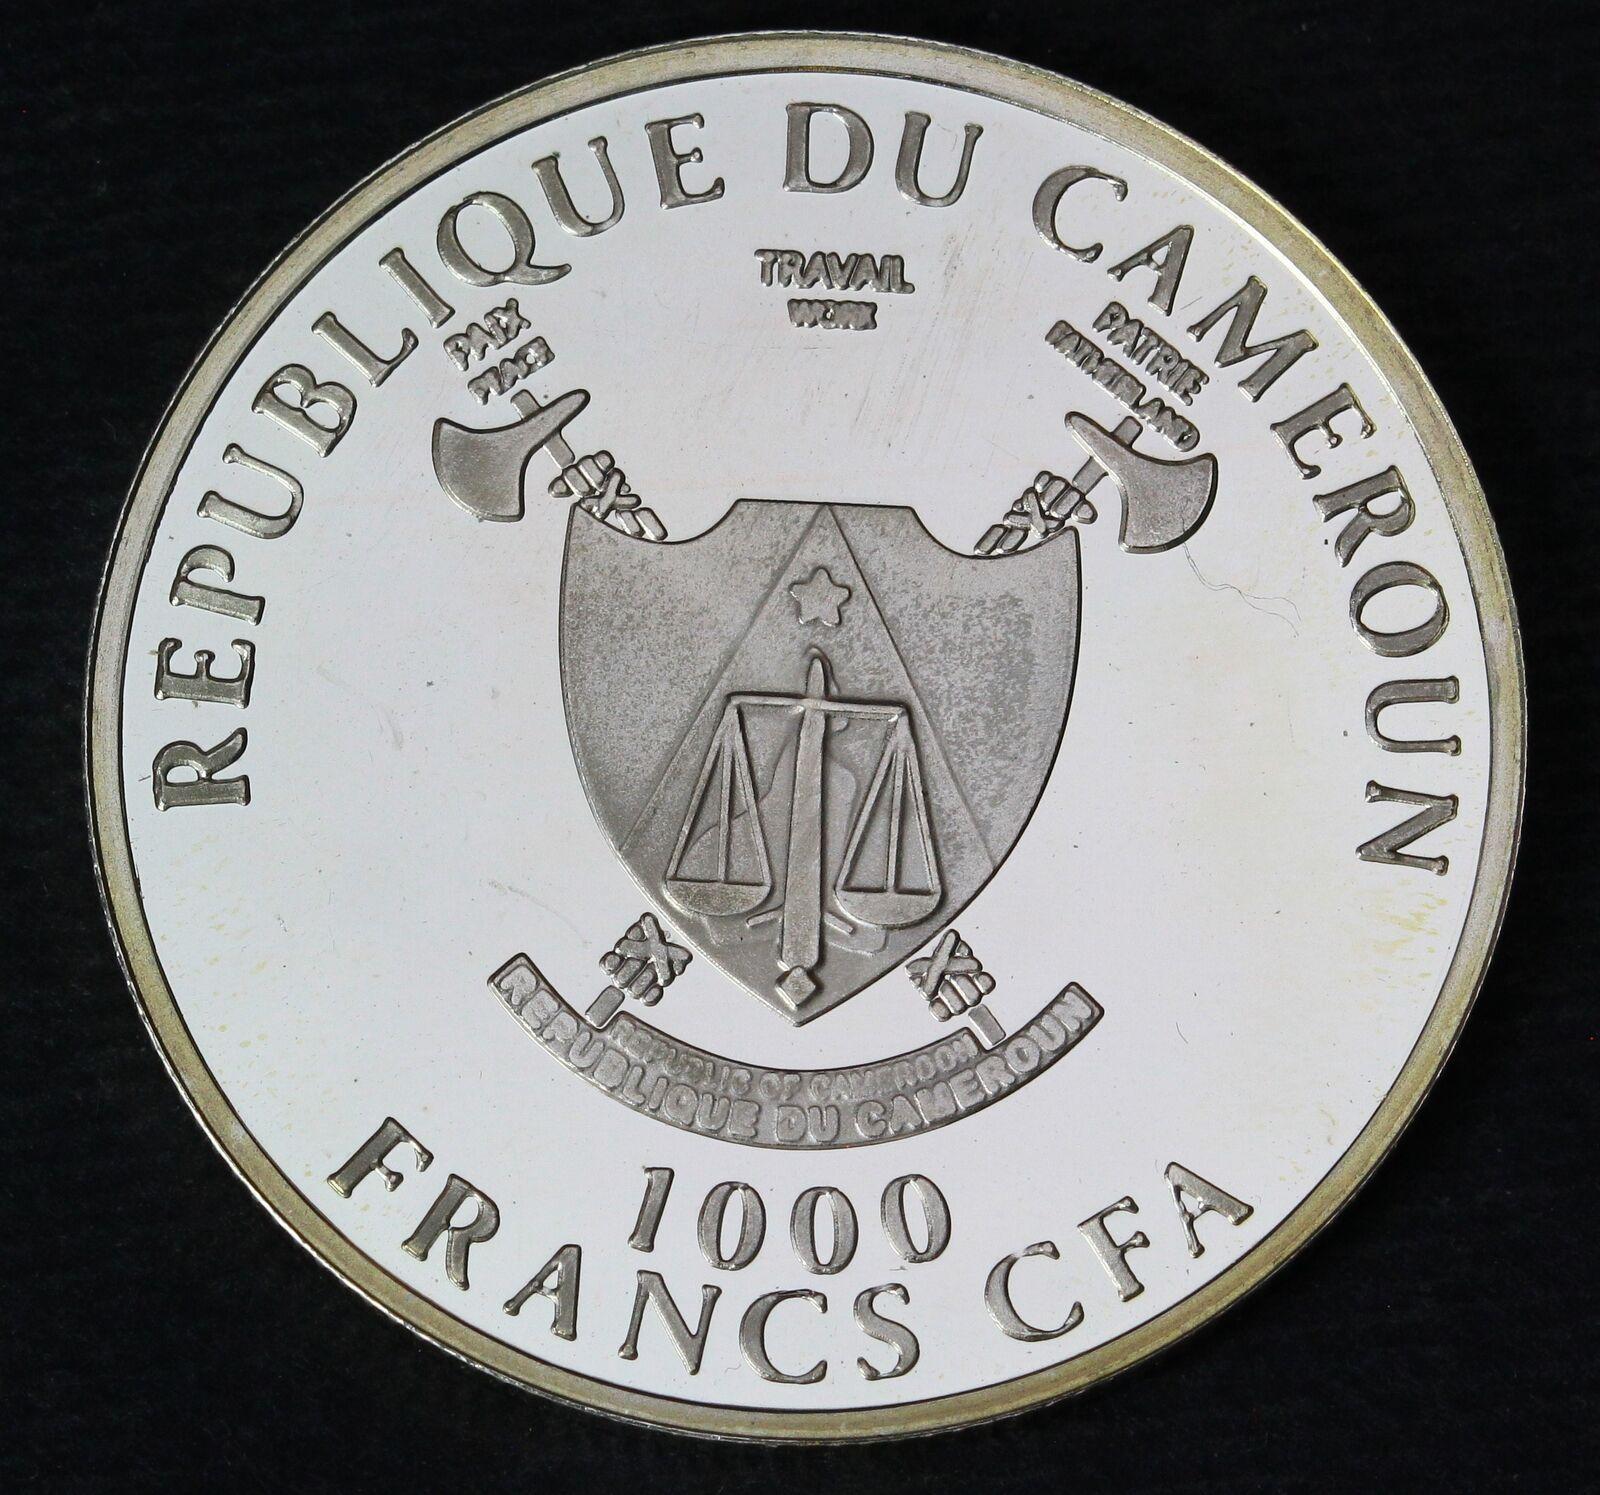 REPUBLIQUE DU CAMEROUN
TRAVAIL
WORK
PAIX
PEACE
PATRIE
FATHERLAND
REPUBLIC OF CAMEROON
REPUBLIQUE DU CAMEROUN
1000
FRANCS CFA